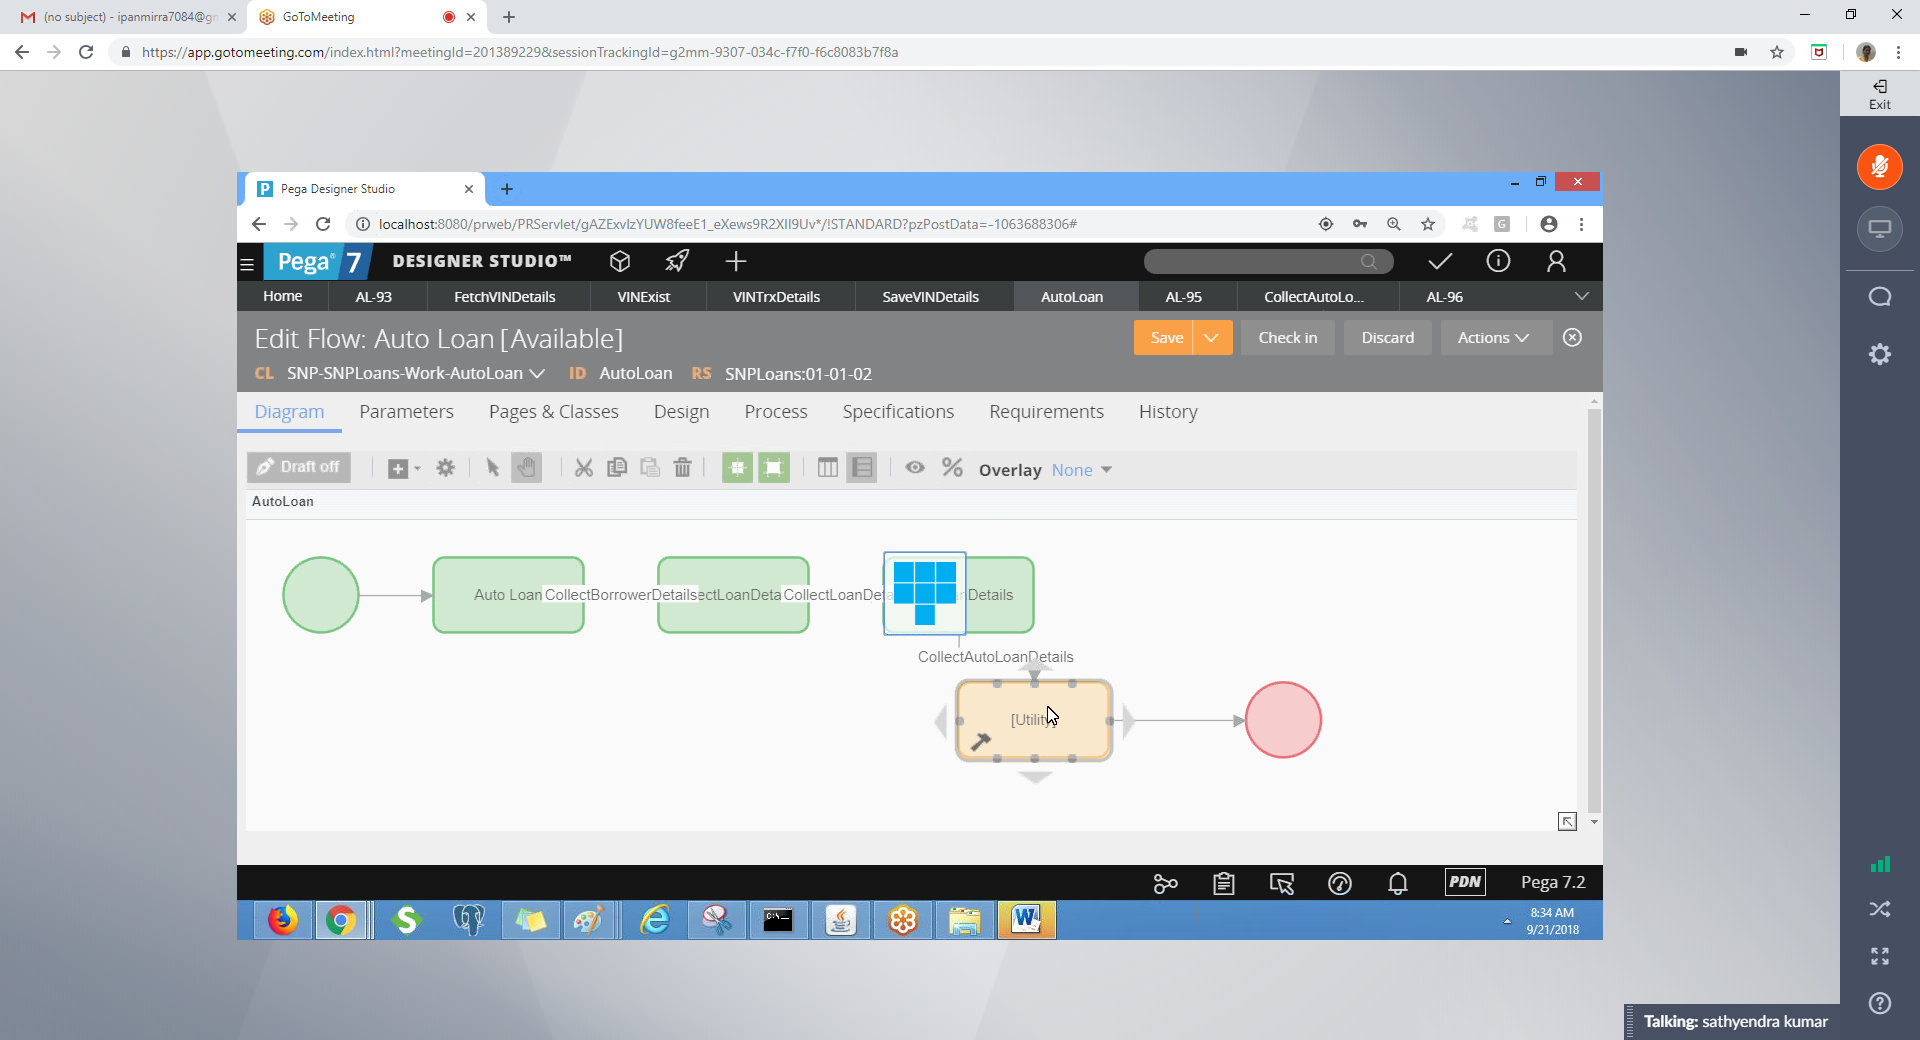 (no subject) - ipanmirra7084@gr
GoToMeeting
https://app.gotomeeting.com/index.html?meetingId=201389229&sessionTrackingId=g2mm-9307-034c-f7f0-f6c8083b7f8a
Exit
Pega Designer Studio
localhost:8080/prweb/PRServlet/gAZExvlzYUW8feeE1_eXews9R2XII9Uv*/!STANDARD?pzPostData=-1063688306#
Pega 7 DESIGNER STUDIO™
Home AL-93 FetchVINDetails VINExist VINTrxDetails SaveVINDetails AutoLoan AL-95 CollectAutoLo... AL-96
Edit Flow: Auto Loan [Available]
Save Check in Discard Actions
CL SNP-SNPLoans-Work-AutoLoan ID AutoLoan RS SNPLoans:01-01-02
Diagram Parameters Pages & Classes Design Process Specifications Requirements History
Draft off Overlay None
AutoLoan
Auto Loan CollectBorrowerDetails ectLoanDeta CollectLoanDeta Details
CollectAutoLoanDetails
[Utility]
PDN Pega 7.2
8:34 AM
9/21/2018
Talking: sathyendra kumar